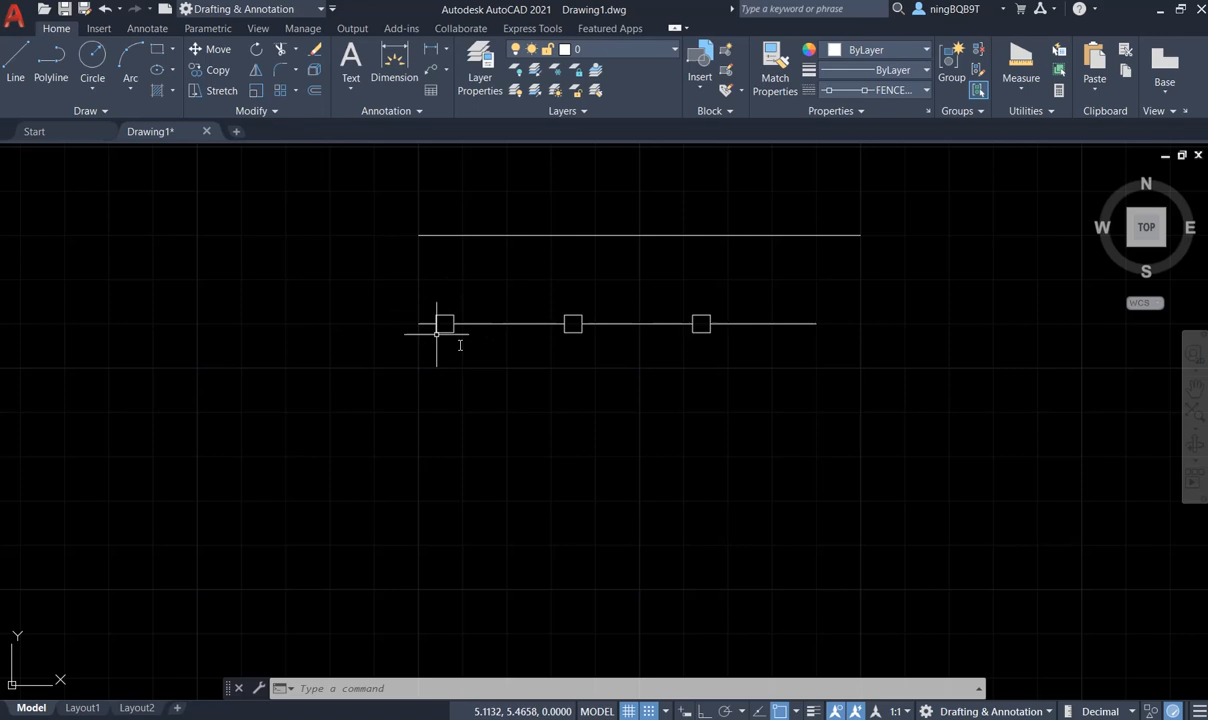 Drafting & Annotation
Autodesk AutoCAD 2021 Drawing1.dwg
Type a keyword or phrase
ningBQB9T
Home Insert Annotate Parametric View Manage Output Add-ins Collaborate Express Tools Featured Apps
Line Polyline Circle Arc
Move
Copy
Stretch
Text Dimension
Layer Properties
0
Insert
Match Properties
ByLayer
ByLayer
FENCE...
Group
Measure
Paste
Base
Draw Modify Annotation Layers Block Properties Groups Utilities Clipboard View
Start Drawing1*
N
W TOP E
S
WCS
Y
X
Type a command
Model Layout1 Layout2
5.1132, 5.4658, 0.0000 MODEL 1:1 Drafting & Annotation Decimal